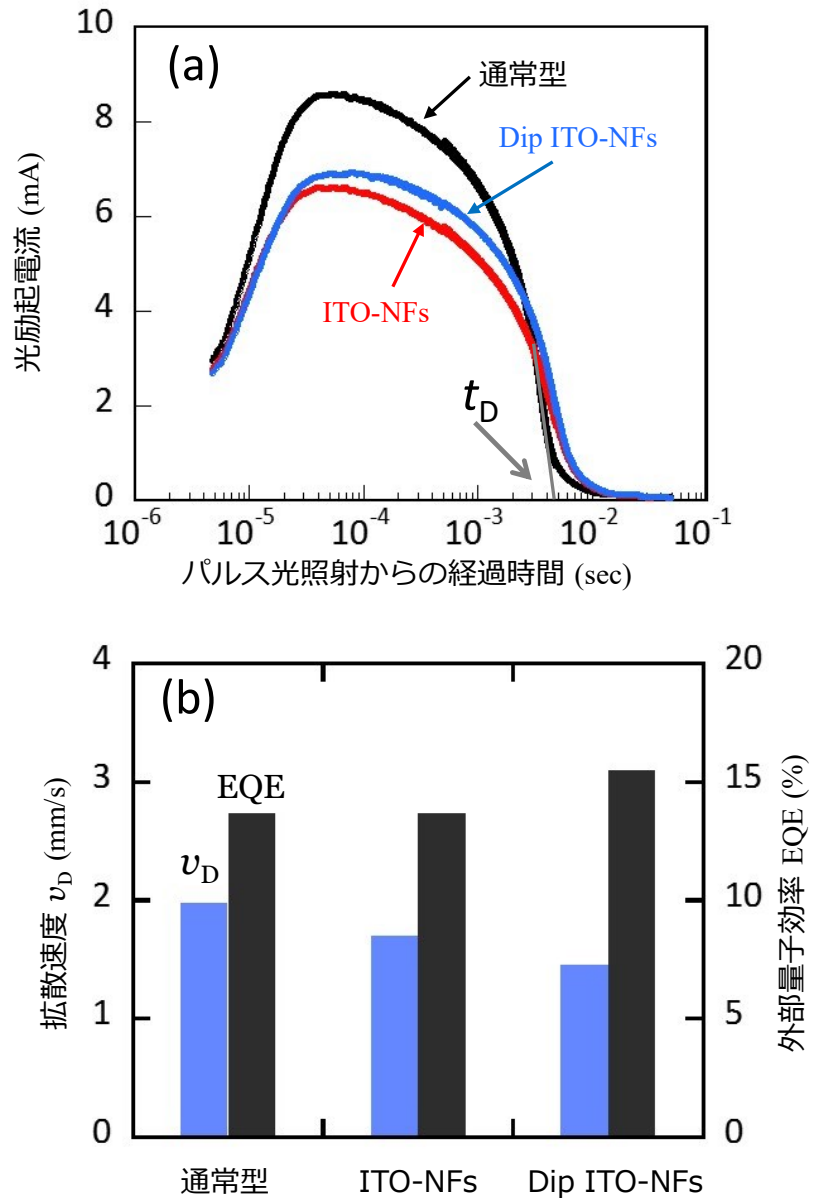 (a)
通常型
Dip ITO-NFs
ITO-NFs
t_D
光励起電流 (mA)
10
8
6
4
2
0
10⁻⁶ 10⁻⁵ 10⁻⁴ 10⁻³ 10⁻² 10⁻¹
パルス光照射からの経過時間 (sec)
(b)
EQE
υ_D
拡散速度 υ_D (mm/s)
4
3
2
1
0
外部量子効率 EQE (%)
20
15
10
5
0
通常型 ITO-NFs Dip ITO-NFs